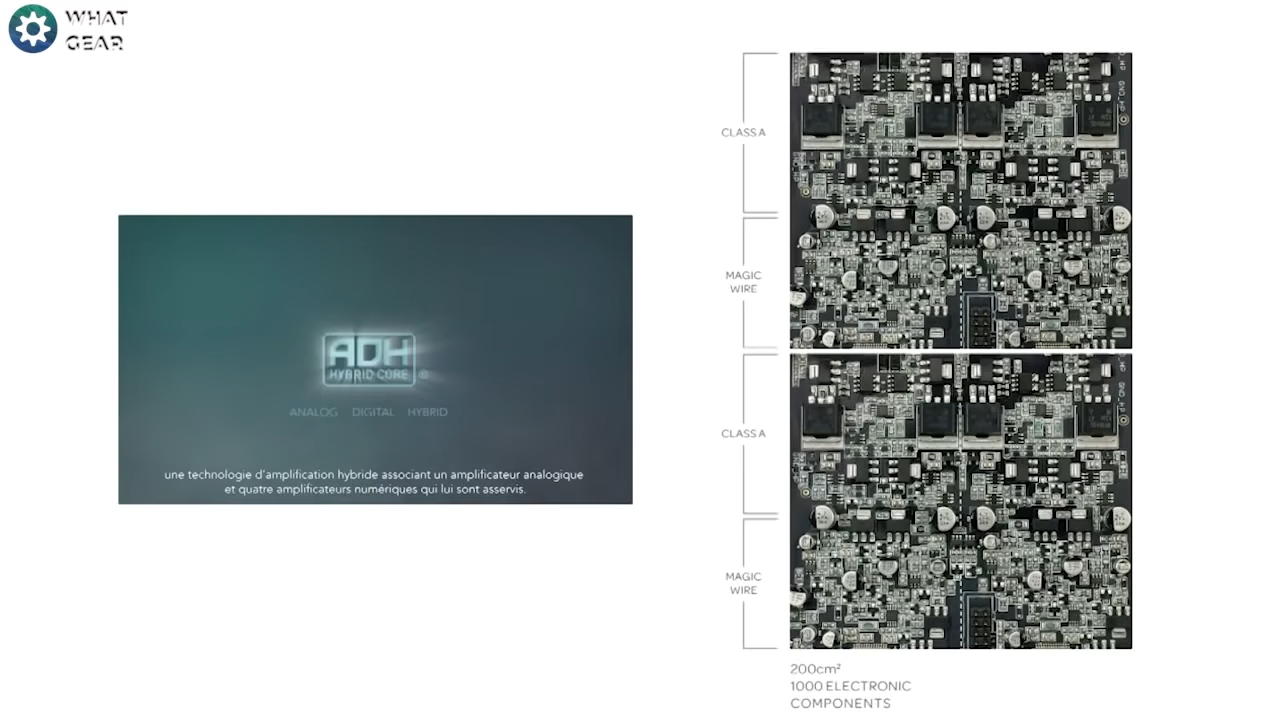 WHAT
GEAR
CLASS A
MAGIC
WIRE
ADH
HYBRID CORE ®
ANALOG DIGITAL HYBRID
une technologie d'amplification hybride associant un amplificateur analogique
et quatre amplificateurs numériques qui lui sont asservis.
CLASS A
MAGIC
WIRE
200cm²
1000 ELECTRONIC
COMPONENTS